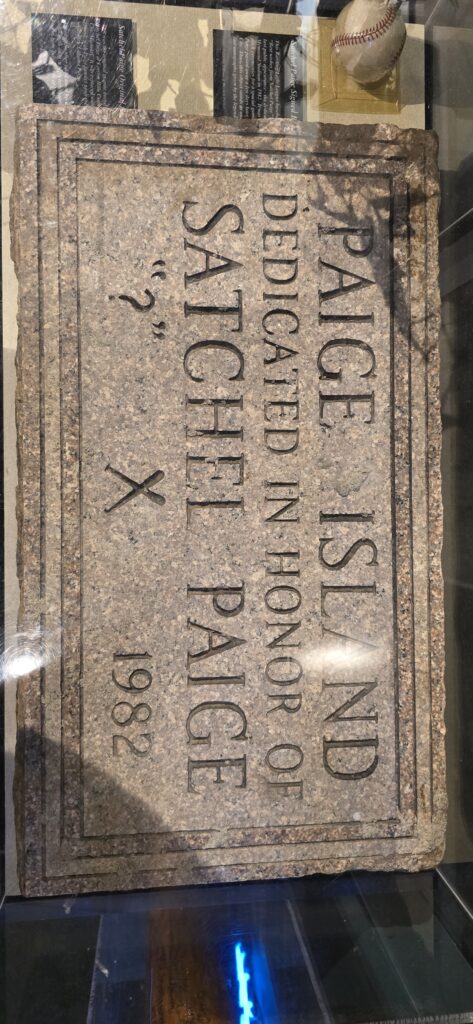 PAIGE ISLAND
DEDICATED IN HONOR OF
SATCHEL PAIGE
"?" X 1982